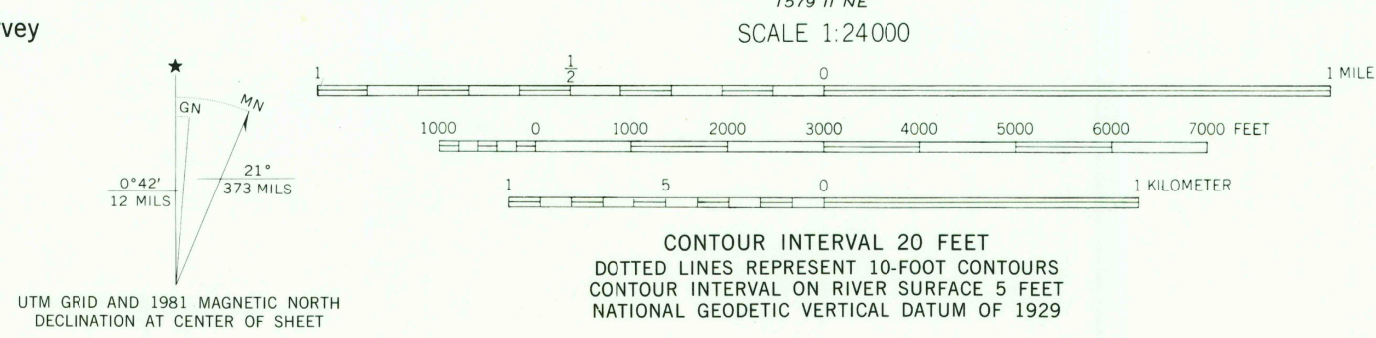 1579 II NE
SCALE 1:24000
1 1/2 0 1 MILE
1000 0 1000 2000 3000 4000 5000 6000 7000 FEET
1 5 0 1 KILOMETER
CONTOUR INTERVAL 20 FEET
DOTTED LINES REPRESENT 10-FOOT CONTOURS
CONTOUR INTERVAL ON RIVER SURFACE 5 FEET
NATIONAL GEODETIC VERTICAL DATUM OF 1929
★
GN MN
0°42′ 21°
12 MILS 373 MILS
UTM GRID AND 1981 MAGNETIC NORTH
DECLINATION AT CENTER OF SHEET